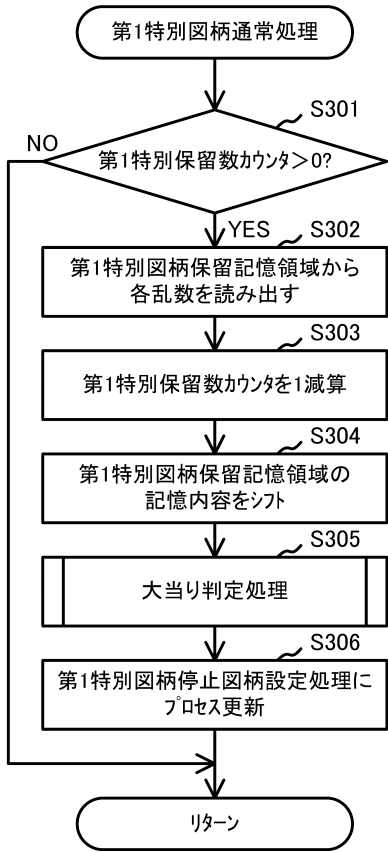 第1特別図柄通常処理
S301
NO
第1特別保留数カウンタ＞0?
YES
S302
第1特別図柄保留記憶領域から
各乱数を読み出す
S303
第1特別保留数カウンタを1減算
S304
第1特別図柄保留記憶領域の
記憶内容をシフト
S305
大当り判定処理
S306
第1特別図柄停止図柄設定処理に
プロセス更新
リターン